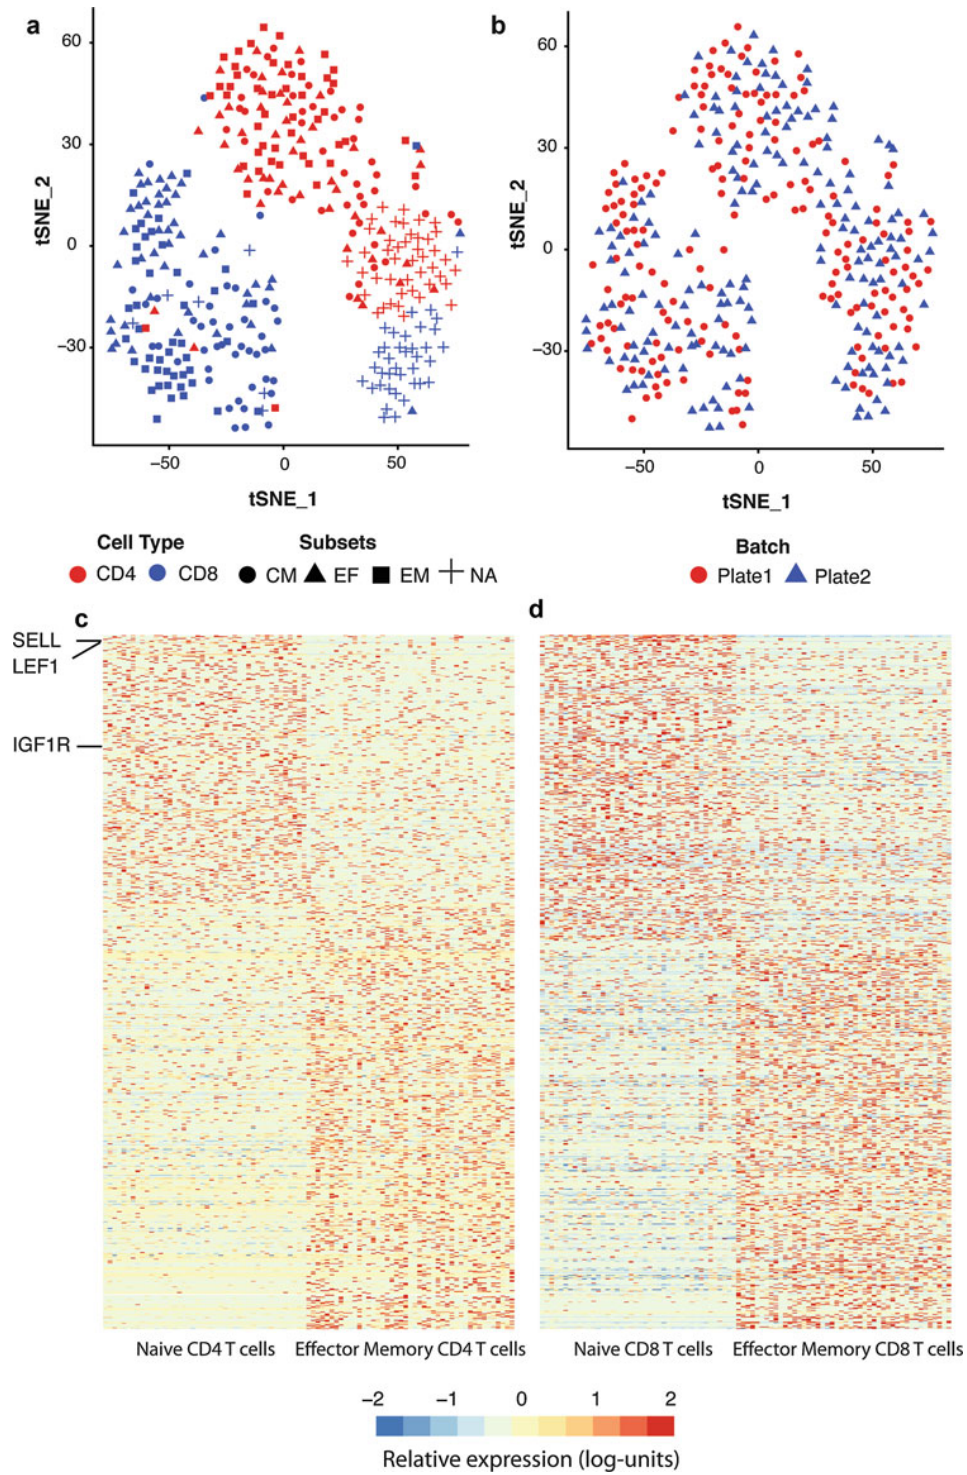 a
60
30
0
−30
tSNE_2
−50
0
50
tSNE_1
b
60
30
0
−30
tSNE_2
−50
0
50
tSNE_1
Cell Type
CD4 CD8
Subsets
CM EF EM NA
Batch
Plate1 Plate2
c
SELL
LEF1
IGF1R
Naive CD4 T cells Effector Memory CD4 T cells
d
Naive CD8 T cells Effector Memory CD8 T cells
−2 −1 0 1 2
Relative expression (log-units)